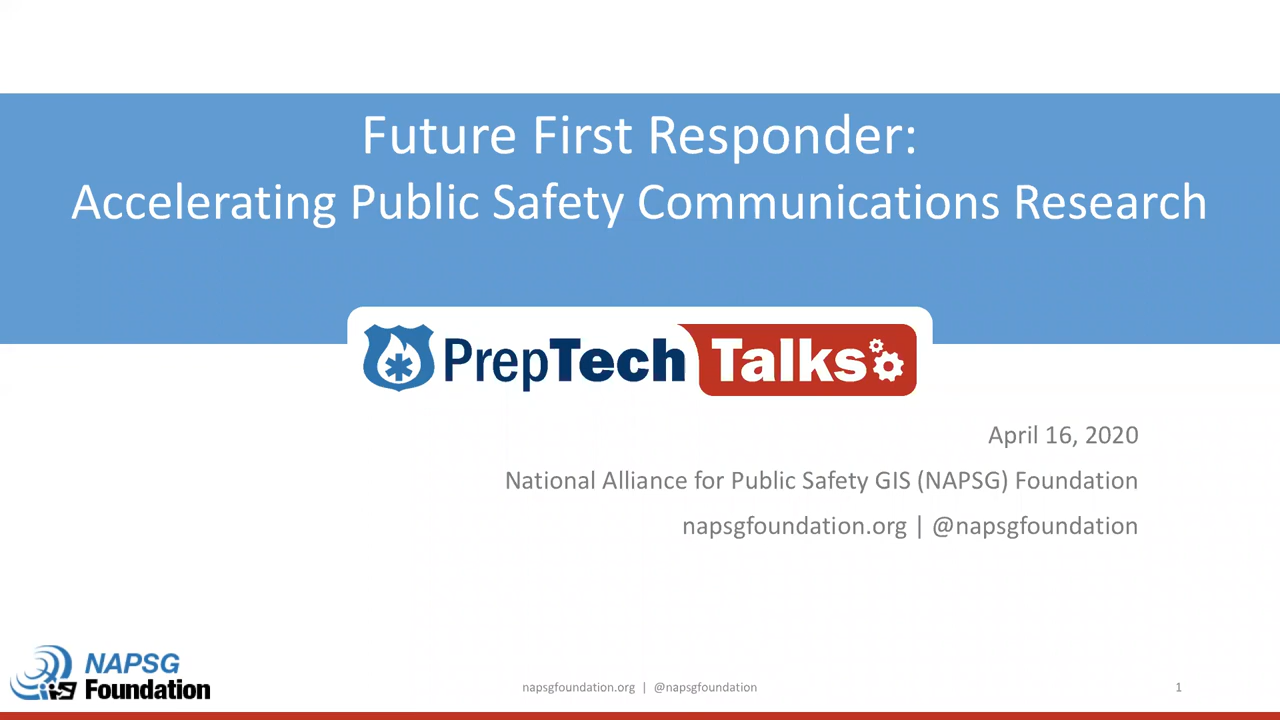 Future First Responder:
Accelerating Public Safety Communications Research
PrepTech Talks
April 16, 2020
National Alliance for Public Safety GIS (NAPSG) Foundation
napsgfoundation.org | @napsgfoundation
NAPSG
Foundation
napsgfoundation.org | @napsgfoundation
1